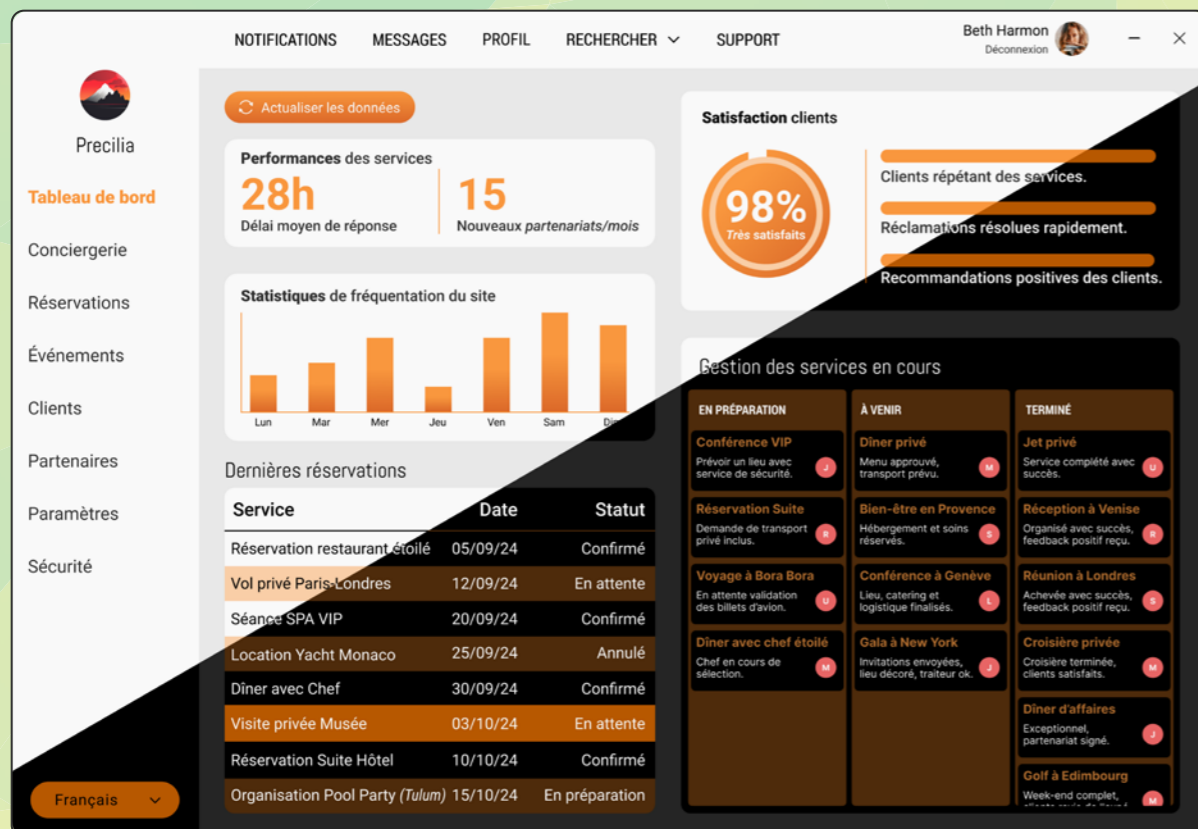 NOTIFICATIONS
MESSAGES
PROFIL
RECHERCHER
SUPPORT
Beth Harmon
Déconnexion
Precilia
Tableau de bord
Conciergerie
Réservations
Événements
Clients
Partenaires
Paramètres
Sécurité
Français
Actualiser les données
Performances des services
28h
Délai moyen de réponse
15
Nouveaux partenariats/mois
Statistiques de fréquentation du site
Lun Mar Mer Jeu Ven Sam Dim
Satisfaction clients
98%
Très satisfaits
Clients répétant des services.
Réclamations résolues rapidement.
Recommandations positives des clients.
Dernières réservations
Service Date Statut
Réservation restaurant étoilé 05/09/24 Confirmé
Vol privé Paris-Londres 12/09/24 En attente
Séance SPA VIP 20/09/24 Confirmé
Location Yacht Monaco 25/09/24 Annulé
Dîner avec Chef 30/09/24 Confirmé
Visite privée Musée 03/10/24 En attente
Réservation Suite Hôtel 10/10/24 Confirmé
Organisation Pool Party (Tulum) 15/10/24 En préparation
Gestion des services en cours
EN PRÉPARATION
Conférence VIP
Prévoir un lieu avec
service de sécurité.
J
Réservation Suite
Demande de transport
privé inclus.
R
Voyage à Bora Bora
En attente validation
des billets d'avion.
U
Dîner avec chef étoilé
Chef en cours de
sélection.
M
À VENIR
Dîner privé
Menu approuvé,
transport prévu.
M
Bien-être en Provence
Hébergement et soins
réservés.
S
Conférence à Genève
Lieu, catering et
logistique finalisés.
L
Gala à New York
Invitations envoyées,
lieu décoré, traiteur ok.
J
TERMINÉ
Jet privé
Service complété avec
succès.
U
Réception à Venise
Organisé avec succès,
feedback positif reçu.
R
Réunion à Londres
Achevée avec succès,
feedback positif reçu.
S
Croisière privée
Croisière terminée,
clients satisfaits.
M
Dîner d'affaires
Exceptionnel,
partenariat signé.
J
Golf à Edimbourg
Week-end complet,
M